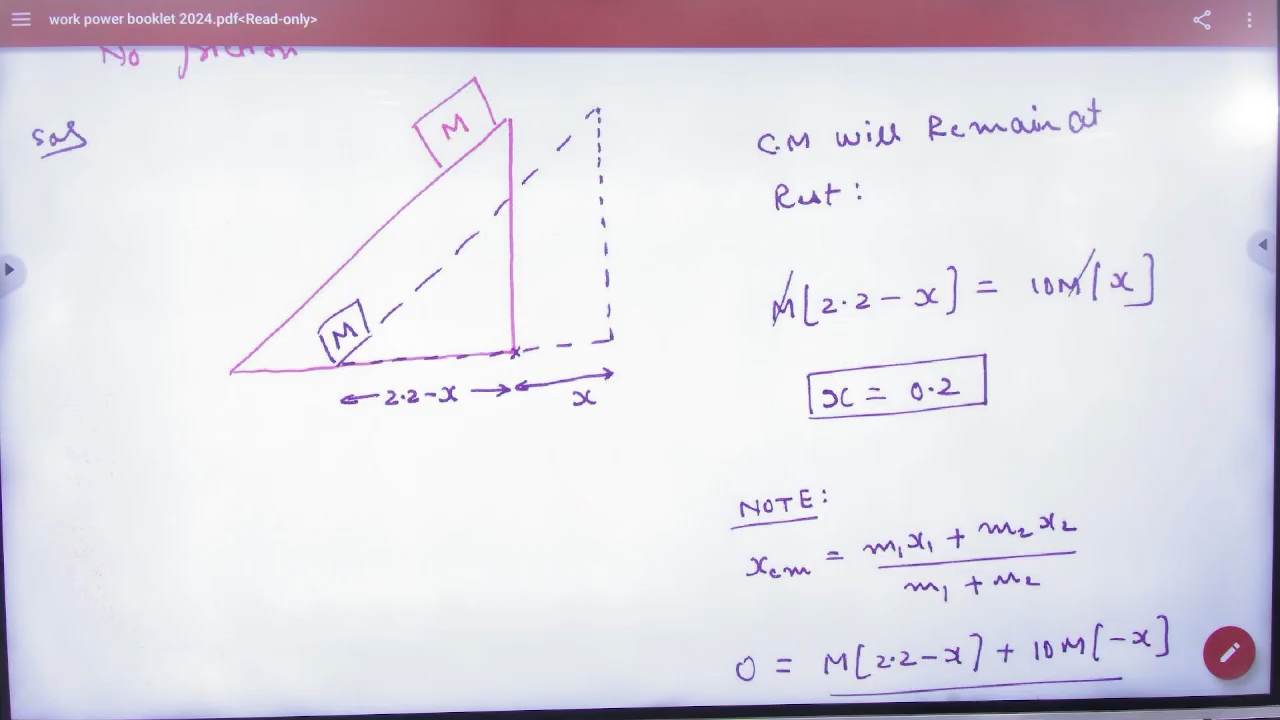 work power booklet 2024.pdf<Read-only>
No friction
Sol
M
M
2.2-x
x
C.M will Remain at
Rest:
M[2.2 - x] = 10M[x]
x = 0.2
NOTE:
xcm = m1x1 + m2x2
m1 + m2
0 = M[2.2-x] + 10M[-x]